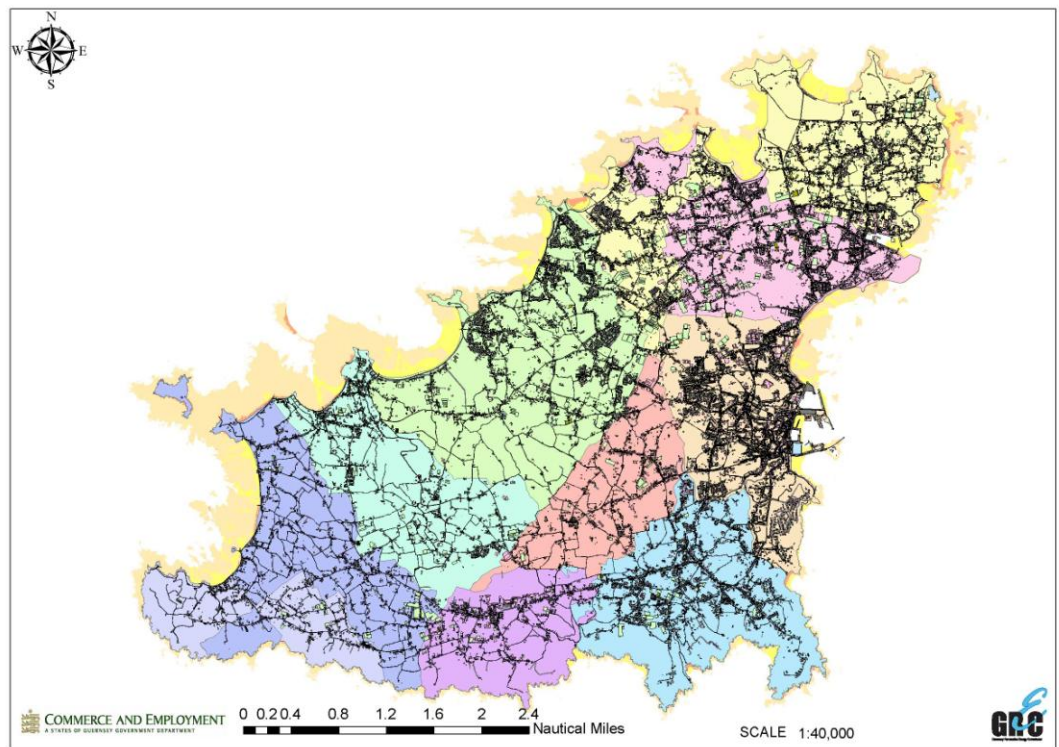 N
W E
S
COMMERCE AND EMPLOYMENT
A STATES OF GUERNSEY GOVERNMENT DEPARTMENT
0 0.2 0.4 0.8 1.2 1.6 2 2.4
Nautical Miles
SCALE 1:40,000